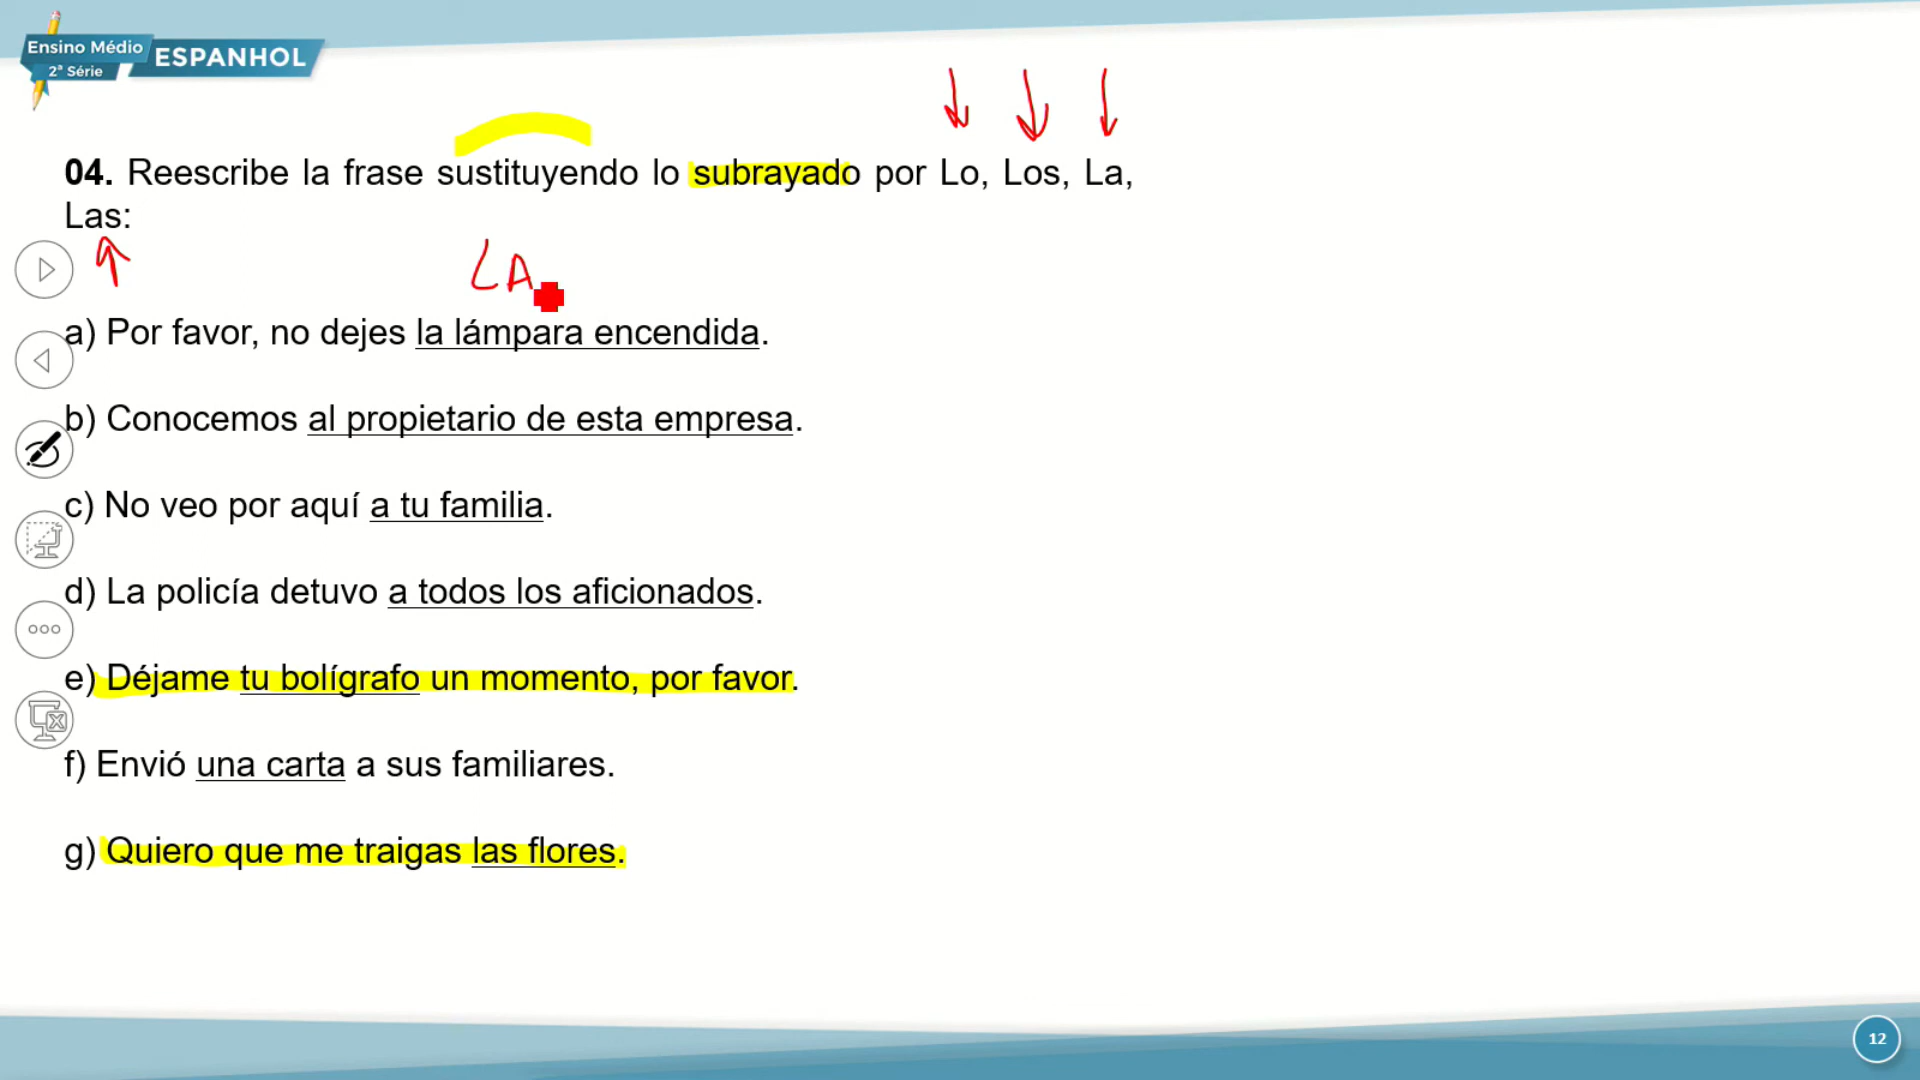 Ensino Médio
2ª Série
ESPANHOL
04. Reescribe la frase sustituyendo lo subrayado por Lo, Los, La,
Las:
LA
a) Por favor, no dejes la lámpara encendida.
b) Conocemos al propietario de esta empresa.
c) No veo por aquí a tu familia.
d) La policía detuvo a todos los aficionados.
e) Déjame tu bolígrafo un momento, por favor.
f) Envió una carta a sus familiares.
g) Quiero que me traigas las flores.
12